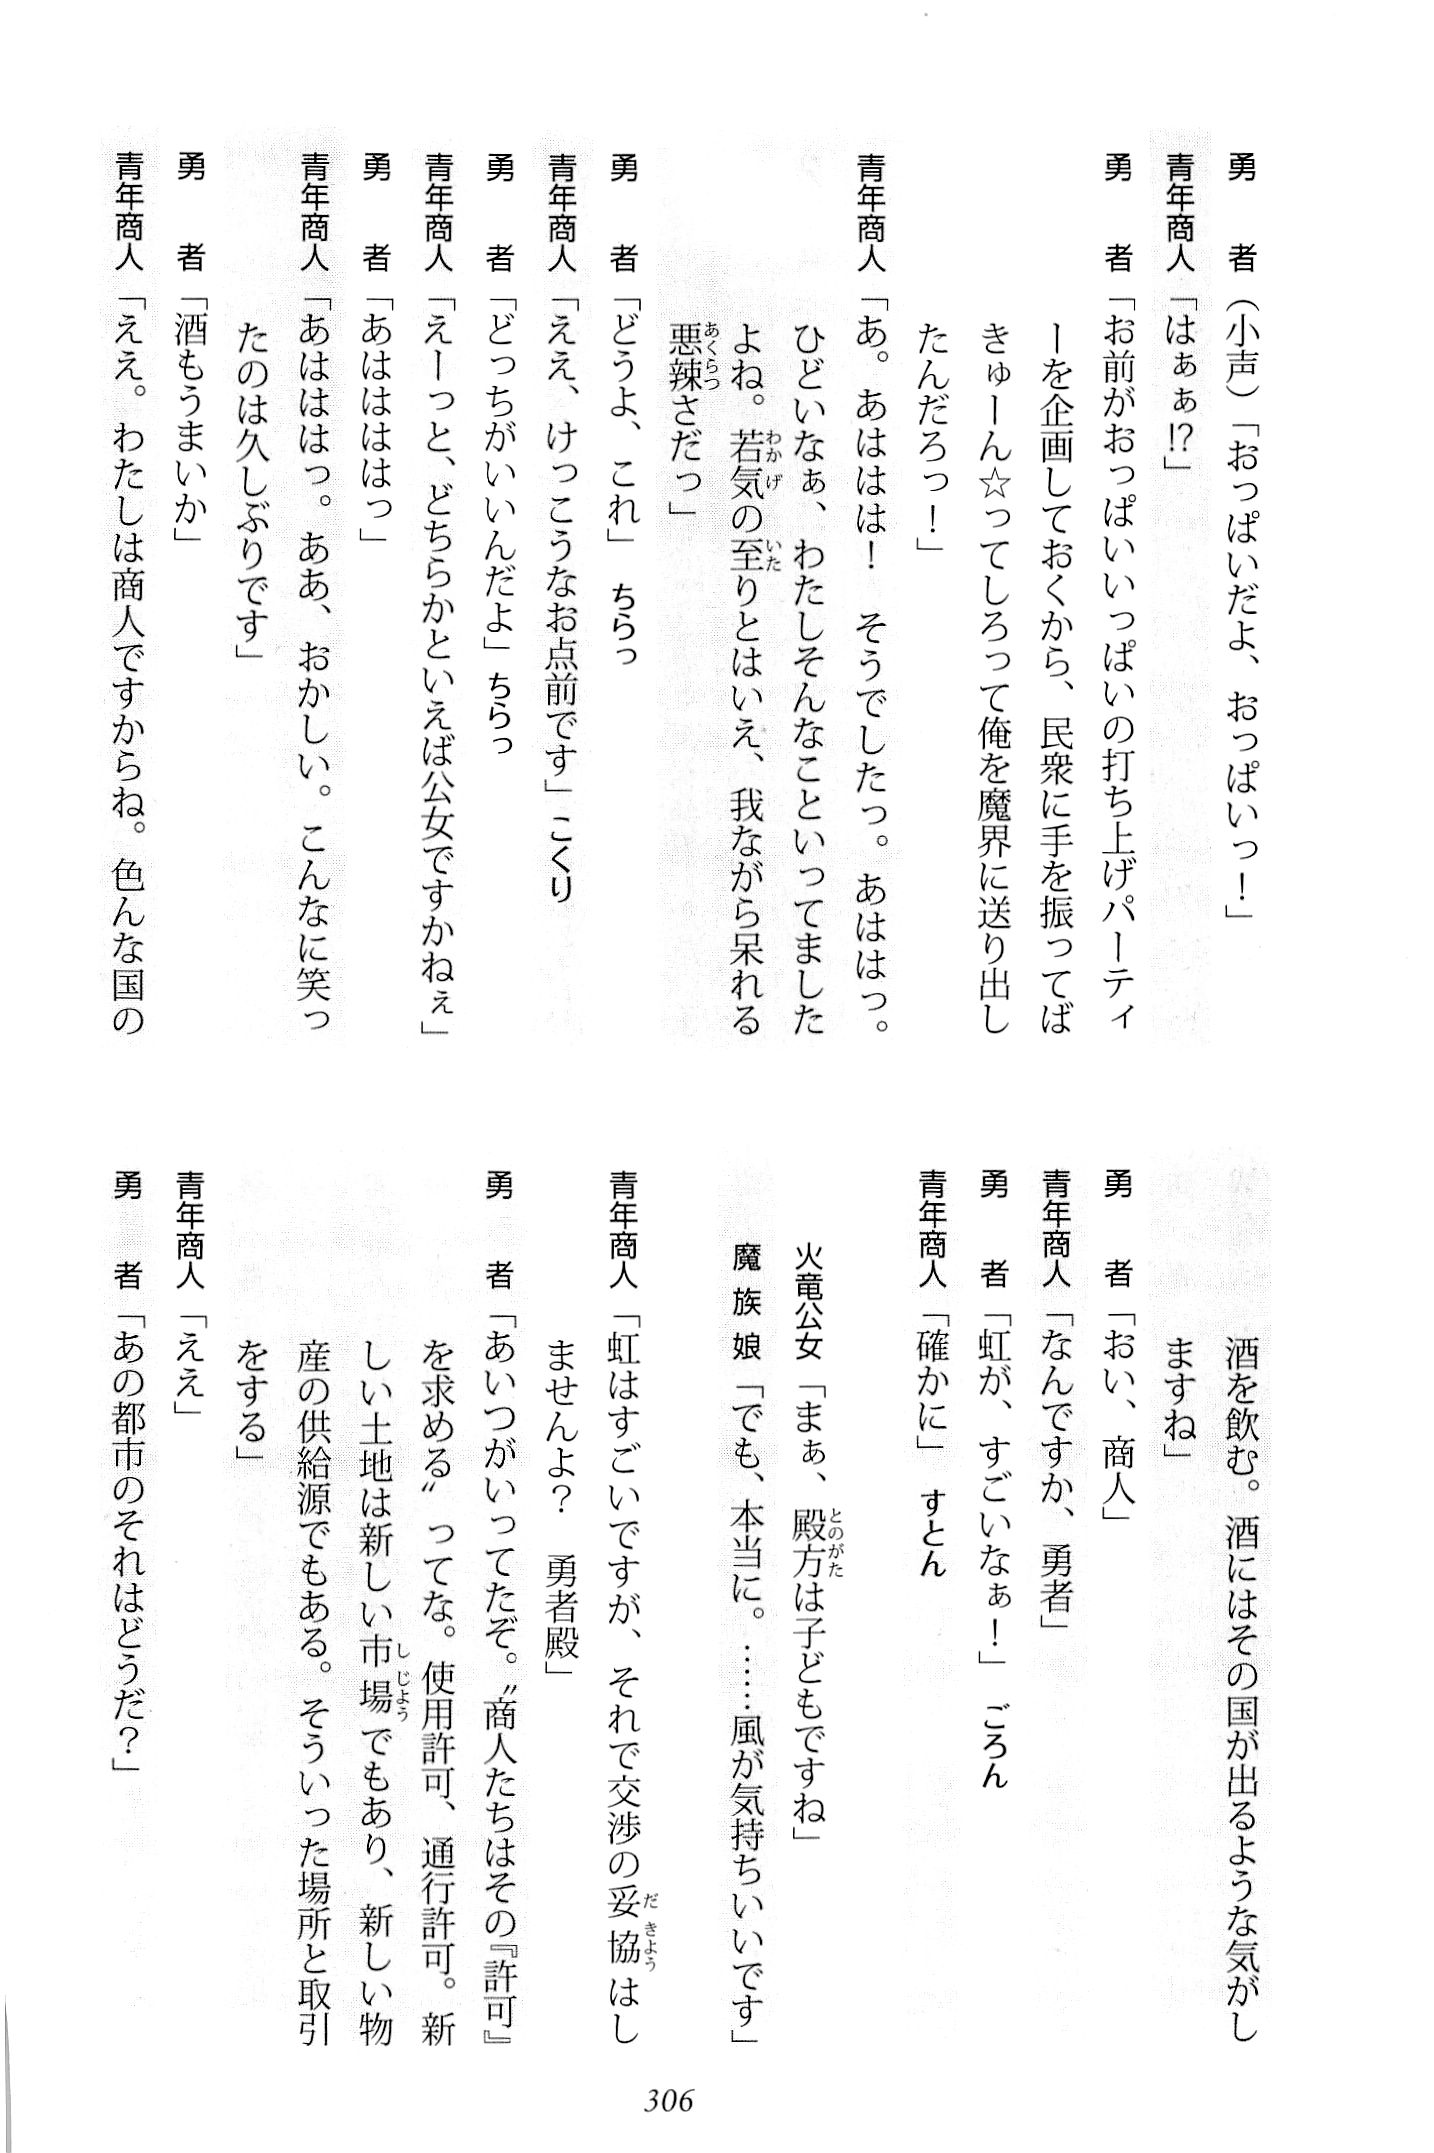 勇　者（小声）「おっぱいだよ、おっぱいっ！」
青年商人「はぁぁ!?」
勇　者「お前がおっぱいいっぱいの打ち上げパーティ
ーを企画しておくから、民衆に手を振ってば
きゅーん☆ってしろって俺を魔界に送り出し
たんだろっ！」
青年商人「あ。あははは！　そうでしたっ。あははっ。
ひどいなぁ、わたしそんなこといってました
よね。若気の至りとはいえ、我ながら呆れる
悪辣さだっ」
勇　者「どうよ、これ」　ちらっ
青年商人「ええ、けっこうなお点前です」こくり
勇　者「どっちがいいんだよ」ちらっ
青年商人「えーっと、どちらかといえば公女ですかねぇ」
勇　者「あはははっ」
青年商人「あははは っ。ああ、おかしい。こんなに笑っ
たのは久しぶりです」
勇　者「酒もうまいか」
青年商人「ええ。わたしは商人ですからね。色んな国の
酒を飲む。酒にはその国が出るような気がし
ますね」
勇　者「おい、商人」
青年商人「なんですか、勇者」
勇　者「虹が、すごいなぁ！」　ごろん
青年商人「確かに」　すとん
火竜公女「まぁ、殿方は子どもですね」
魔族娘「でも、本当に。……風が気持ちいいです」
青年商人「虹はすごいですが、それで交渉の妥協はし
ませんよ？　勇者殿」
勇　者「あいつがいってたぞ。〝商人たちはその『許可』
を求める〟ってな。使用許可、通行許可。新
しい土地は新しい市場でもあり、新しい物
産の供給源でもある。そういった場所と取引
をする」
青年商人「ええ」
勇　者「あの都市のそれはどうだ？」
306